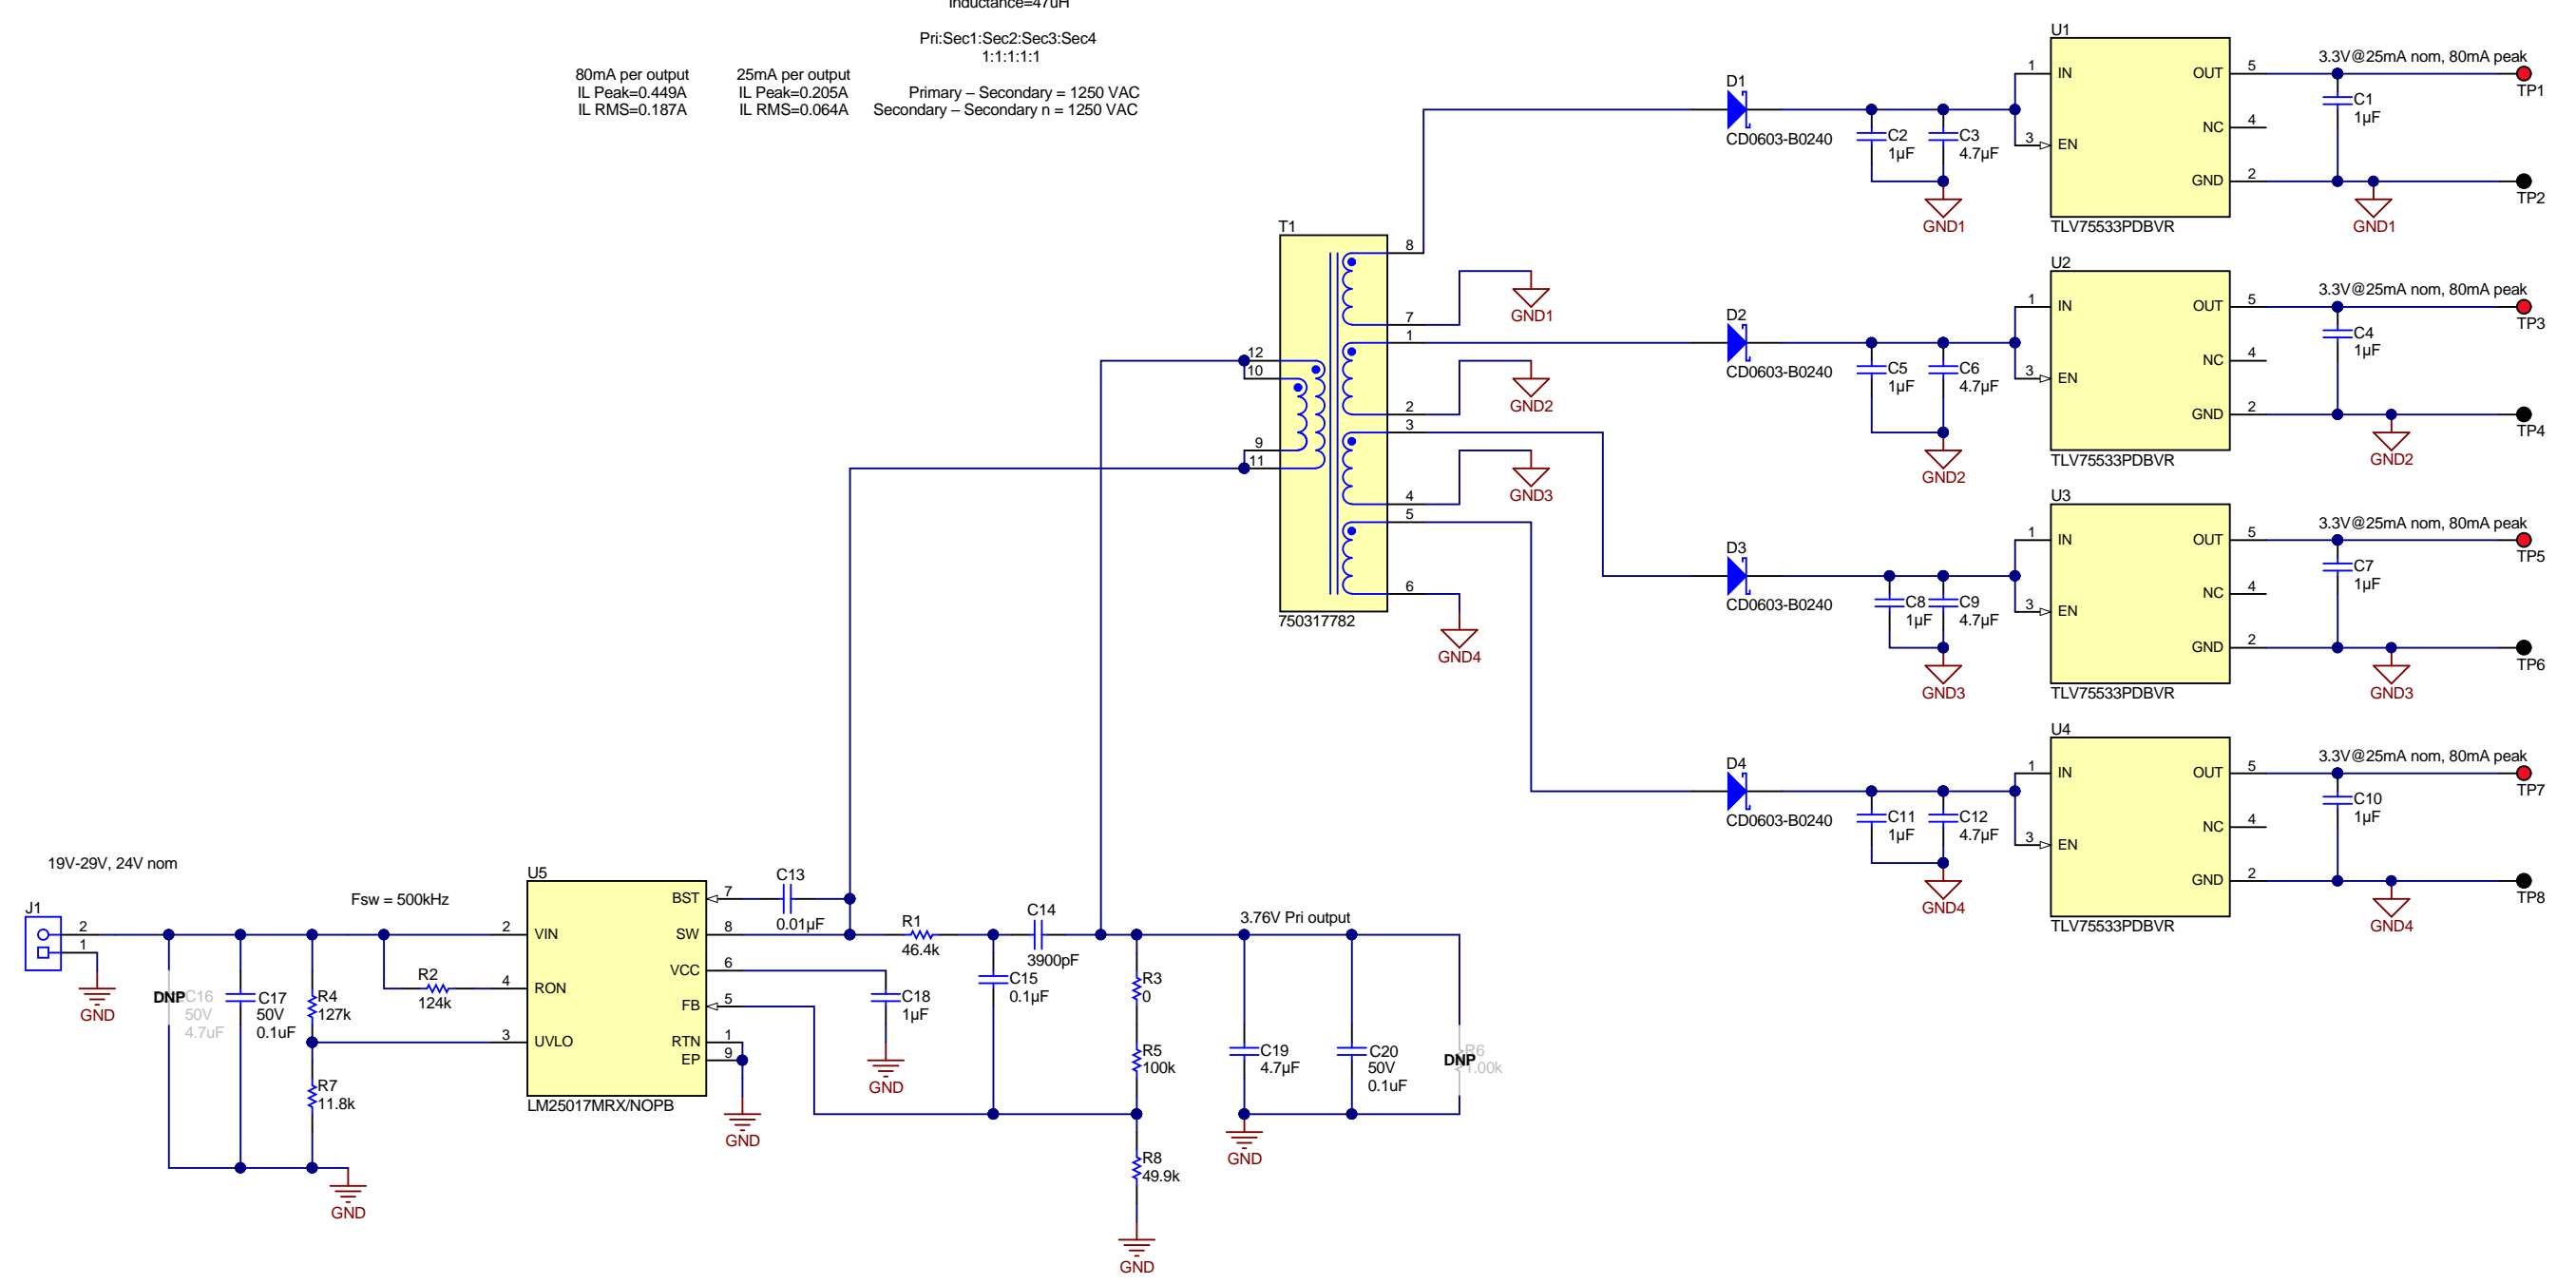 Inductance=47uH
Pri:Sec1:Sec2:Sec3:Sec4
1:1:1:1:1
80mA per output
IL Peak=0.449A
IL RMS=0.187A
25mA per output
IL Peak=0.205A
IL RMS=0.064A
Primary – Secondary = 1250 VAC
Secondary – Secondary n = 1250 VAC
D1
CD0603-B0240
C2
1µF
C3
4.7µF
GND1
U1
1 IN
3 EN
OUT 5
NC 4
GND 2
TLV75533PDBVR
3.3V@25mA nom, 80mA peak
C1
1µF
TP1
TP2
GND1
T1
12
10
9
11
8
7
1
2
3
4
5
6
750317782
GND1
GND2
GND3
GND4
D2
CD0603-B0240
C5
1µF
C6
4.7µF
GND2
U2
1 IN
3 EN
OUT 5
NC 4
GND 2
TLV75533PDBVR
3.3V@25mA nom, 80mA peak
C4
1µF
TP3
TP4
GND2
D3
CD0603-B0240
C8
1µF
C9
4.7µF
GND3
U3
1 IN
3 EN
OUT 5
NC 4
GND 2
TLV75533PDBVR
3.3V@25mA nom, 80mA peak
C7
1µF
TP5
TP6
GND3
D4
CD0603-B0240
C11
1µF
C12
4.7µF
GND4
U4
1 IN
3 EN
OUT 5
NC 4
GND 2
TLV75533PDBVR
3.3V@25mA nom, 80mA peak
C10
1µF
TP7
TP8
GND4
19V-29V, 24V nom
J1
2
1
GND
DNP C16
50V
4.7uF
C17
50V
0.1uF
R4
127k
R7
11.8k
GND
Fsw = 500kHz
R2
124k
U5
2 VIN
4 RON
3 UVLO
BST 7
SW 8
VCC 6
FB 5
RTN 1
EP 9
LM25017MRX/NOPB
GND
C13
0.01µF
C18
1µF
GND
R1
46.4k
C15
0.1µF
C14
3900pF
R3
0
R5
100k
R8
49.9k
GND
3.76V Pri output
C19
4.7µF
GND
C20
50V
0.1uF
DNP R6
1.00k